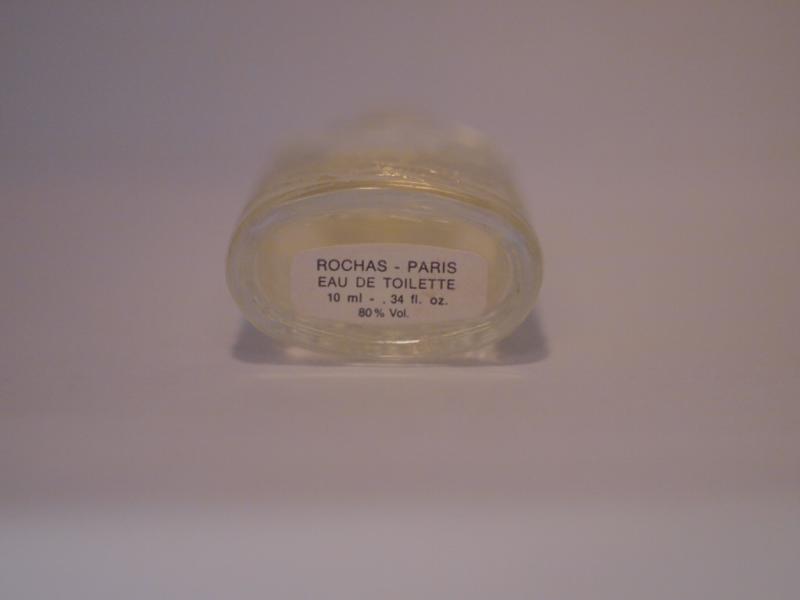 ROCHAS - PARIS
EAU DE TOILETTE
10 ml - .34 fl. oz.
80% Vol.